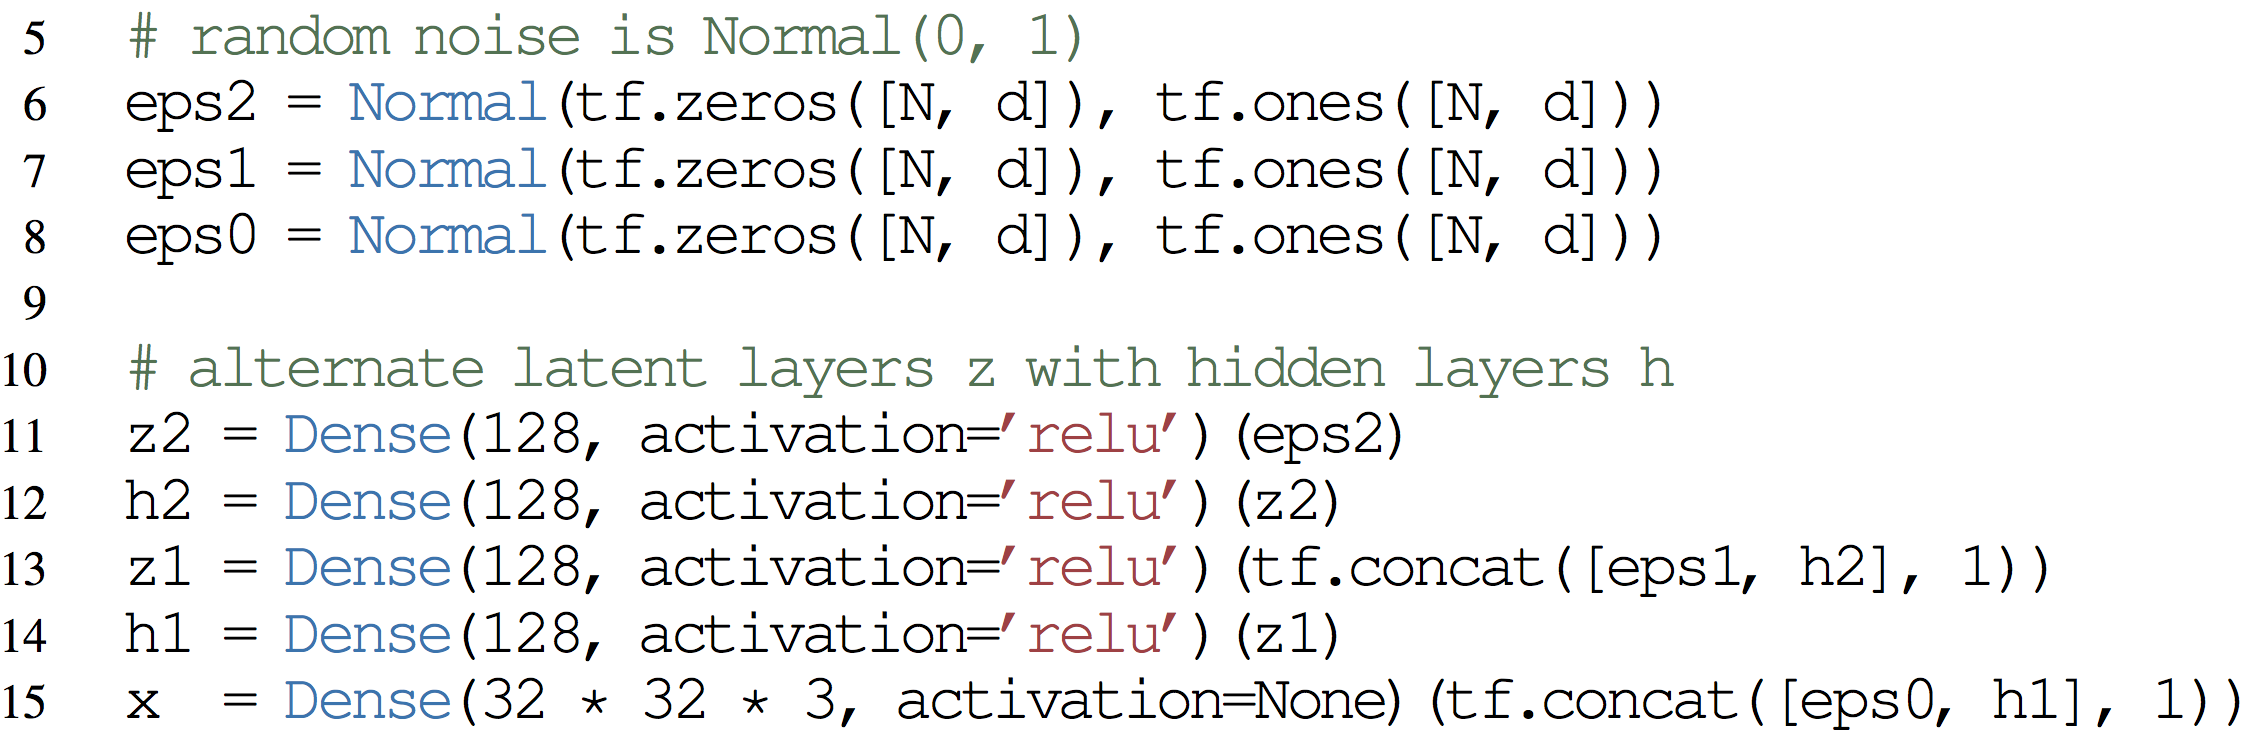 5 # random noise is Normal(0, 1)
6 eps2 = Normal(tf.zeros([N, d]), tf.ones([N, d]))
7 eps1 = Normal(tf.zeros([N, d]), tf.ones([N, d]))
8 eps0 = Normal(tf.zeros([N, d]), tf.ones([N, d]))
9
10 # alternate latent layers z with hidden layers h
11 z2 = Dense(128, activation='relu')(eps2)
12 h2 = Dense(128, activation='relu')(z2)
13 z1 = Dense(128, activation='relu')(tf.concat([eps1, h2], 1))
14 h1 = Dense(128, activation='relu')(z1)
15 x  = Dense(32 * 32 * 3, activation=None)(tf.concat([eps0, h1], 1))